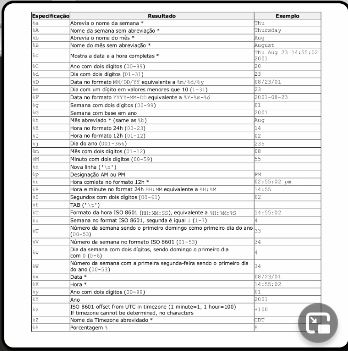 Especificação Resultado Exemplo
%a Abrevia o nome da semana * Thu
%A Nome da semana sem abreviação * Thursday
%b Abrevia o nome do mês * Aug
%B Nome do mês sem abreviação * August
%c Mostra a data e a hora completas * Thu Aug 23 14:55:02
2001
Ano com dois dígitos (00-99) 20
%d Dia com dois dígitos (01-31) 23
%D Data no formato MM/DD/YY equivalente a %m/%d/%y 08/23/01
%e Dia com um dígito em valores menores que 10 (1-31) 23
%F Data no formato YYYY-MM-DD equivalente a %Y-%m-%d 2001-08-23
%g Semana com dois dígitos (00-99) 01
%G Semana com base em ano 2001
%h Mês abreviado * (same as %b) Aug
%H Hora no formato 24h (00-23) 14
%I Hora no formato 12h (01-12) 02
%j Dia do ano (001-366) 235
%m Mês com dois dígitos (01-12) 08
%M Minuto com dois dígitos (00-59) 55
%n Nova linha ('\n')
%p Designação AM ou PM PM
%r Hora completa no formato 12h * 02:55:02 pm
%R Hora e minuto no formato 24h HH:MM equivalente a %H:%M 14:55
%S Segundos com dois dígitos 02
%t TAB ('\t')
%T Formato da hora ISO 8601 (HH:MM:SS), equivalente a %H:%M:%S 14:55:02
%u Semana no format ISO 8601, segunda é igual 1 (1-7) 4
%U Número da semana sendo o primeiro domingo como primeiro dia do ano
(00-53) 33
%V Número da semana no formato ISO 8601 34
%w Dia da semana com dois dígitos, sendo domingo o primeiro dia
com 0 (0-6) 4
%W Número da semana com a primeira segunda-feira sendo o primeiro dia
do ano (00-53) 34
%x Data * 08/23/01
%X Hora * 14:55:02
%y Ano com dois dígitos (00-99) 01
%Y Ano 2001
%z ISO 8601 offset from UTC in timezone (1 minute=1, 1 hour=100)
If timezone cannot be determined, no characters +100
%Z Nome da Timezone abreviado * CDT
%% Porcentagem %